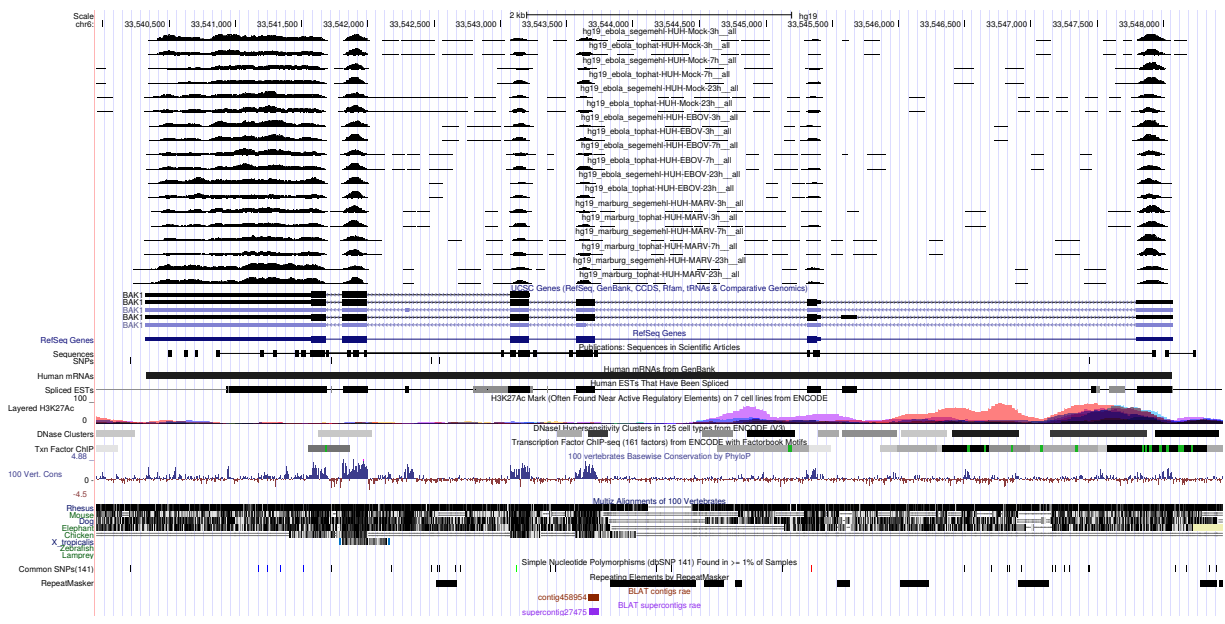 Scale 2 kb hg19
chr6: 33,540,500 33,541,000 33,541,500 33,542,000 33,542,500 33,543,000 33,543,500 33,544,000 33,544,500 33,545,000 33,545,500 33,546,000 33,546,500 33,547,000 33,547,500 33,548,000
hg19_ebola_segemehl-HUH-Mock-3h__all
hg19_ebola_tophat-HUH-Mock-3h__all
hg19_ebola_segemehl-HUH-Mock-7h__all
hg19_ebola_tophat-HUH-Mock-7h__all
hg19_ebola_segemehl-HUH-Mock-23h__all
hg19_ebola_tophat-HUH-Mock-23h__all
hg19_ebola_segemehl-HUH-EBOV-3h__all
hg19_ebola_tophat-HUH-EBOV-3h__all
hg19_ebola_segemehl-HUH-EBOV-7h__all
hg19_ebola_tophat-HUH-EBOV-7h__all
hg19_ebola_segemehl-HUH-EBOV-23h__all
hg19_ebola_tophat-HUH-EBOV-23h__all
hg19_marburg_segemehl-HUH-MARV-3h__all
hg19_marburg_tophat-HUH-MARV-3h__all
hg19_marburg_segemehl-HUH-MARV-7h__all
hg19_marburg_tophat-HUH-MARV-7h__all
hg19_marburg_segemehl-HUH-MARV-23h__all
hg19_marburg_tophat-HUH-MARV-23h__all
UCSC Genes (RefSeq, GenBank, CCDS, Rfam, tRNAs & Comparative Genomics)
BAK1
BAK1
BAK1
BAK1
BAK1
RefSeq Genes
RefSeq Genes
Publications: Sequences in Scientific Articles
Sequences
SNPs
Human mRNAs from GenBank
Human mRNAs
Human ESTs That Have Been Spliced
Spliced ESTs
H3K27Ac Mark (Often Found Near Active Regulatory Elements) on 7 cell lines from ENCODE
100
Layered H3K27Ac
0
DNaseI Hypersensitivity Clusters in 125 cell types from ENCODE (V3)
DNase Clusters
Transcription Factor ChIP-seq (161 factors) from ENCODE with Factorbook Motifs
Txn Factor ChIP
4.88
100 vertebrates Basewise Conservation by PhyloP
100 Vert. Cons
0
-4.5
Multiz Alignments of 100 Vertebrates
Rhesus
Mouse
Dog
Elephant
Chicken
X_tropicalis
Zebrafish
Lamprey
Simple Nucleotide Polymorphisms (dbSNP 141) Found in >= 1% of Samples
Common SNPs(141)
Repeating Elements by RepeatMasker
RepeatMasker
BLAT contigs rae
contig458954
BLAT supercontigs rae
supercontig27475